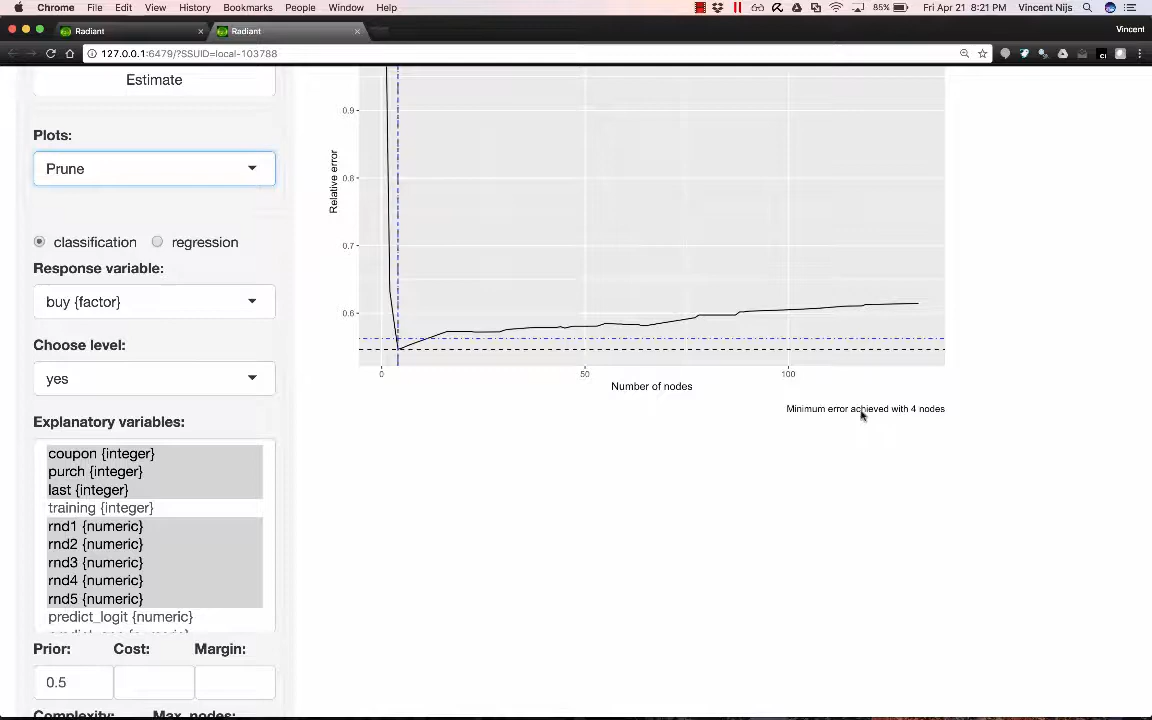 Chrome File Edit View History Bookmarks People Window Help 85% Fri Apr 21 8:21 PM Vincent Nijs
Radiant × Radiant × Vincent
127.0.0.1:6479/?SSUID=local-103788
Estimate
Plots:
Prune
classification regression
Response variable:
buy {factor}
Choose level:
yes
Explanatory variables:
coupon {integer}
purch {integer}
last {integer}
training {integer}
rnd1 {numeric}
rnd2 {numeric}
rnd3 {numeric}
rnd4 {numeric}
rnd5 {numeric}
predict_logit {numeric}
Prior: Cost: Margin:
0.5
Complexity: Max. nodes:
0.9
0.8
0.7
0.6
Relative error
0 50 100
Number of nodes
Minimum error achieved with 4 nodes